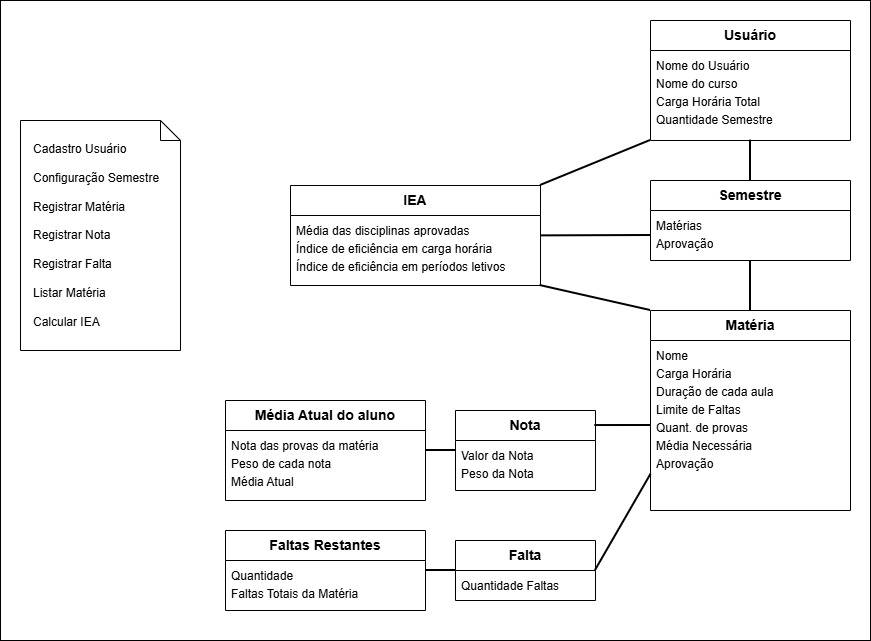 Usuário
Nome do Usuário
Nome do curso
Carga Horária Total
Quantidade Semestre
Cadastro Usuário
Configuração Semestre
Registrar Matéria
Registrar Nota
Registrar Falta
Listar Matéria
Calcular IEA
IEA
Média das disciplinas aprovadas
Índice de eficiência em carga horária
Índice de eficiência em períodos letivos
Semestre
Matérias
Aprovação
Matéria
Nome
Carga Horária
Duração de cada aula
Limite de Faltas
Quant. de provas
Média Necessária
Aprovação
Média Atual do aluno
Nota das provas da matéria
Peso de cada nota
Média Atual
Nota
Valor da Nota
Peso da Nota
Faltas Restantes
Quantidade
Faltas Totais da Matéria
Falta
Quantidade Faltas